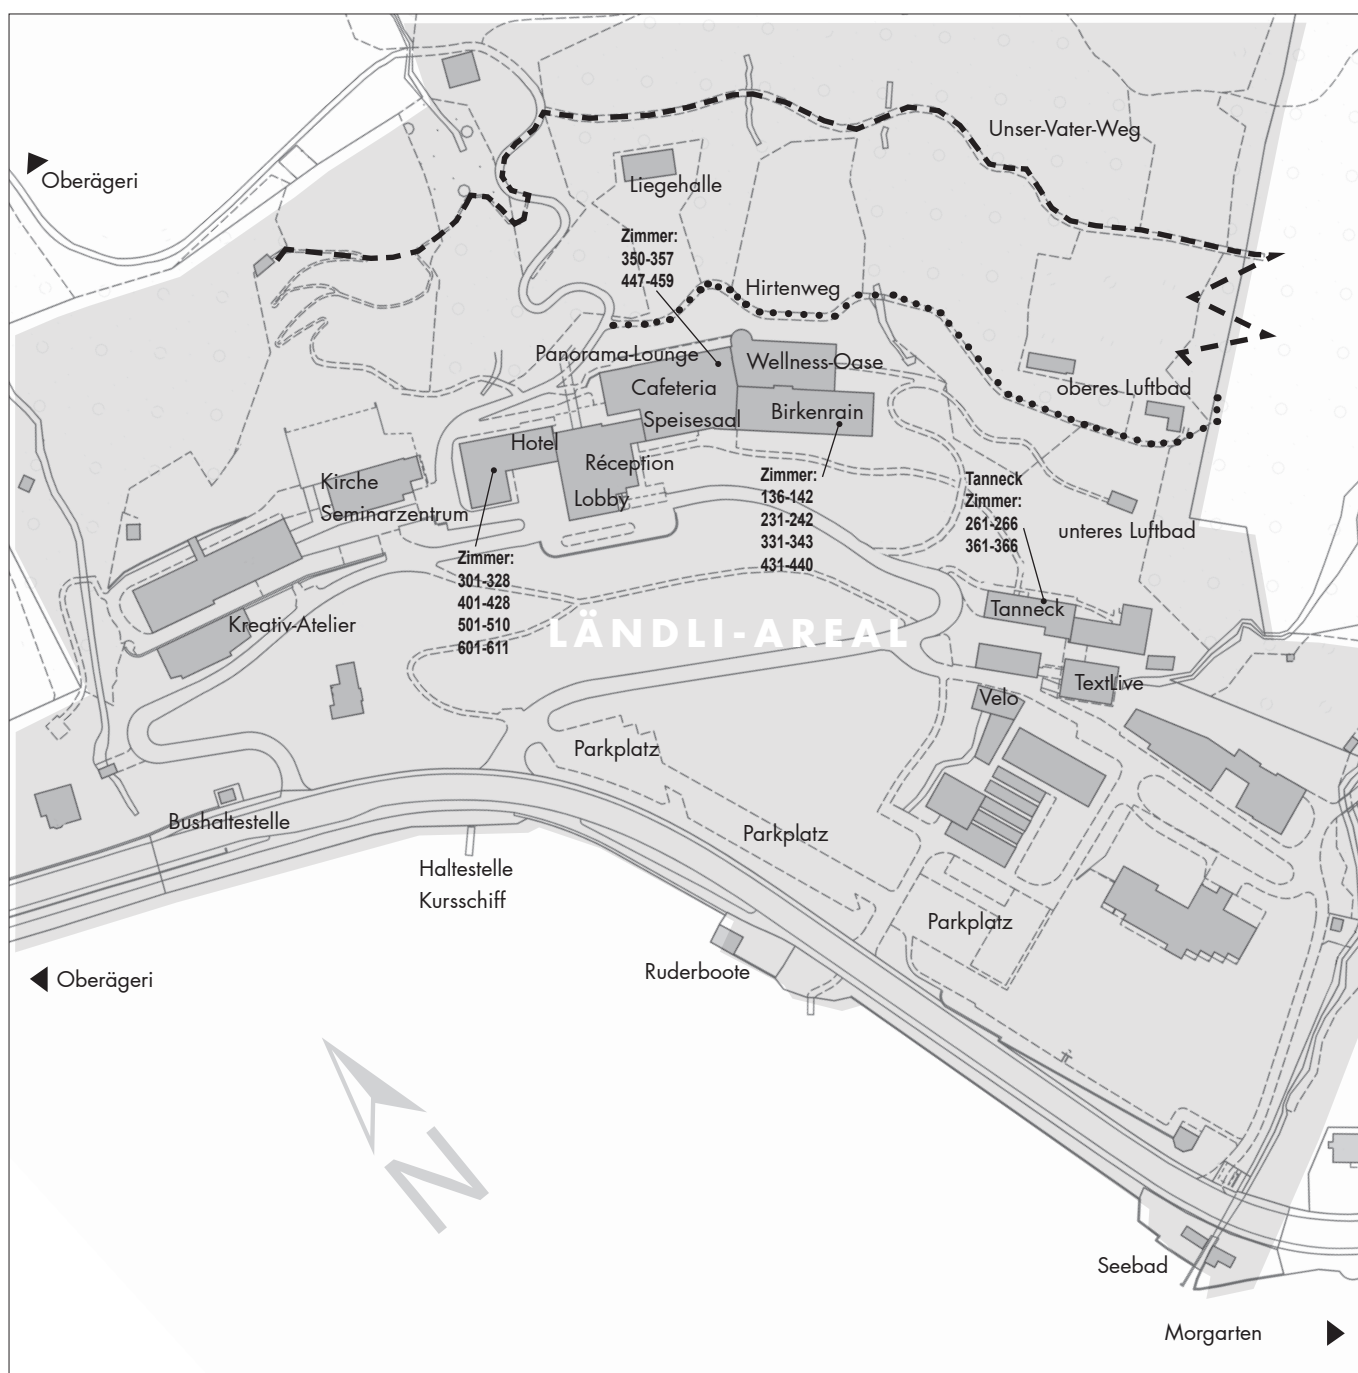 Unser-Vater-Weg
Oberägeri
Liegehalle
Zimmer:
350-357
447-459
Hirtenweg
Panorama-Lounge
Wellness-Oase
Cafeteria
oberes Luftbad
Speisesaal
Birkenrain
Hotel
Réception
Lobby
Kirche
Seminarzentrum
Zimmer:
136-142
231-242
331-343
431-440
Tanneck
Zimmer:
261-266
361-366
unteres Luftbad
Zimmer:
301-328
401-428
501-510
601-611
Kreativ-Atelier
LÄNDLI-AREAL
Tanneck
TextLive
Velo
Parkplatz
Bushaltestelle
Parkplatz
Haltestelle
Kursschiff
Parkplatz
Ruderboote
Oberägeri
N
Seebad
Morgarten